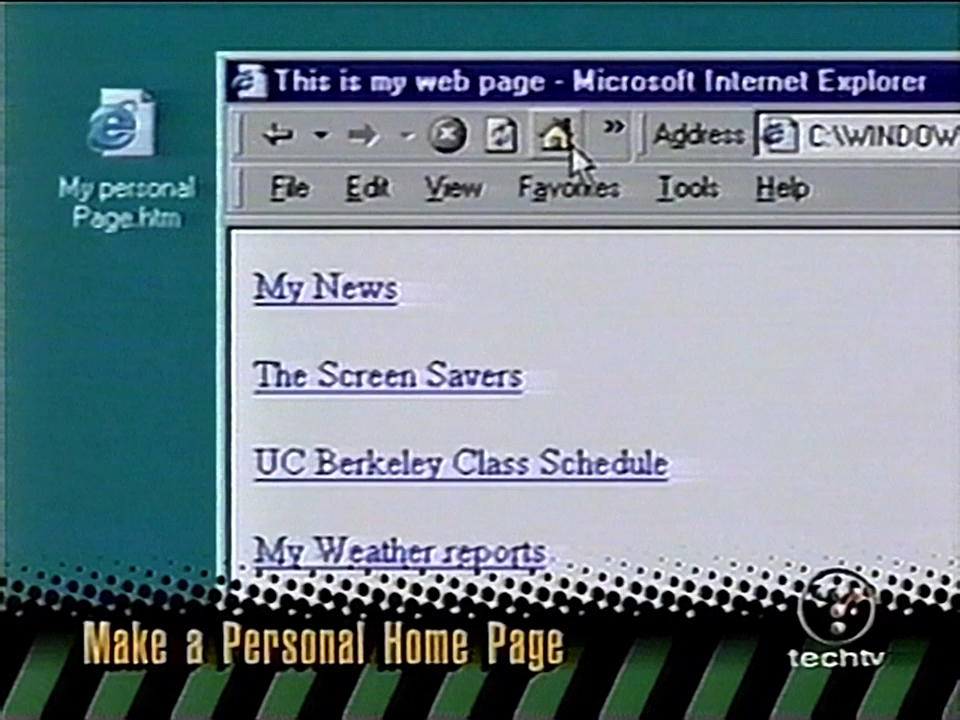 This is my web page - Microsoft Internet Explorer
» Address C:\WINDOW
My personal
Page.htm
File Edit View Favorites Tools Help
My News
The Screen Savers
UC Berkeley Class Schedule
My Weather reports
Make a Personal Home Page
techtv